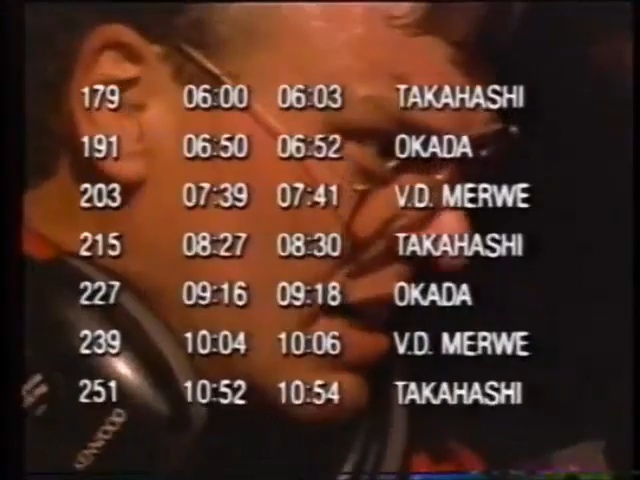 179 06:00 06:03 TAKAHASHI
191 06:50 06:52 OKADA
203 07:39 07:41 V.D. MERWE
215 08:27 08:30 TAKAHASHI
227 09:16 09:18 OKADA
239 10:04 10:06 V.D. MERWE
251 10:52 10:54 TAKAHASHI
KENWOOD